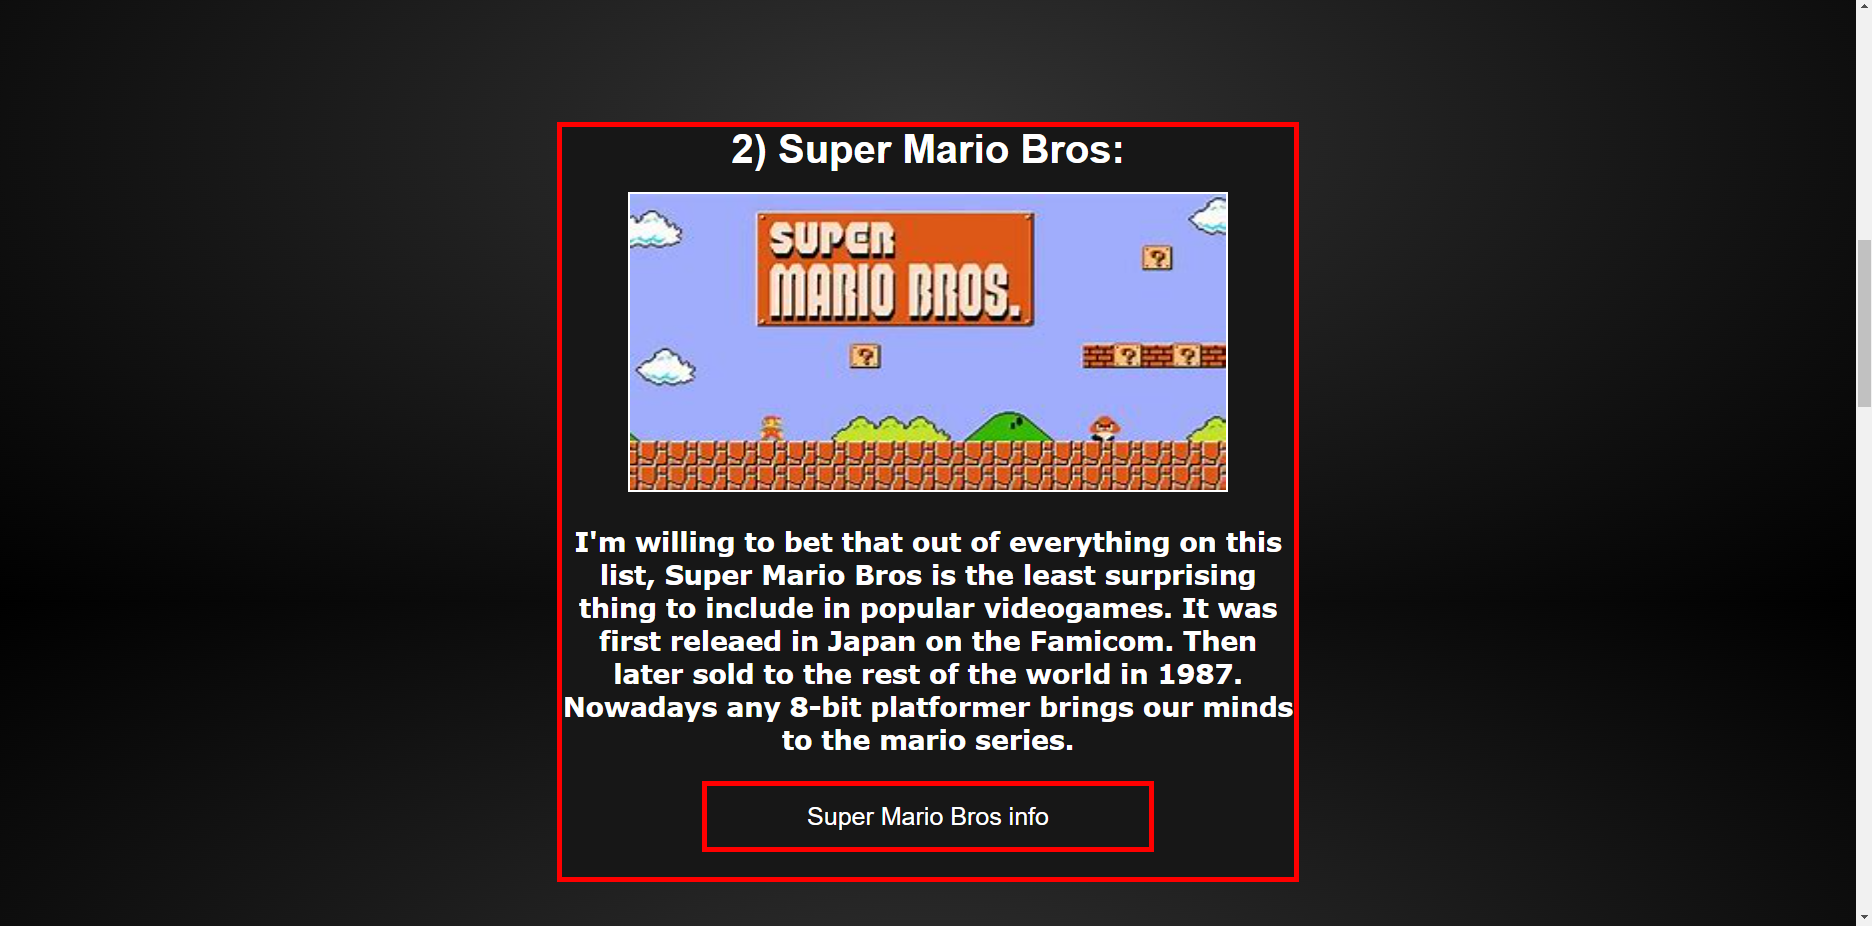 2) Super Mario Bros:
SUPER
MARIO BROS.
?
?
? ?
I'm willing to bet that out of everything on this
list, Super Mario Bros is the least surprising
thing to include in popular videogames. It was
first releaed in Japan on the Famicom. Then
later sold to the rest of the world in 1987.
Nowadays any 8-bit platformer brings our minds
to the mario series.
Super Mario Bros info